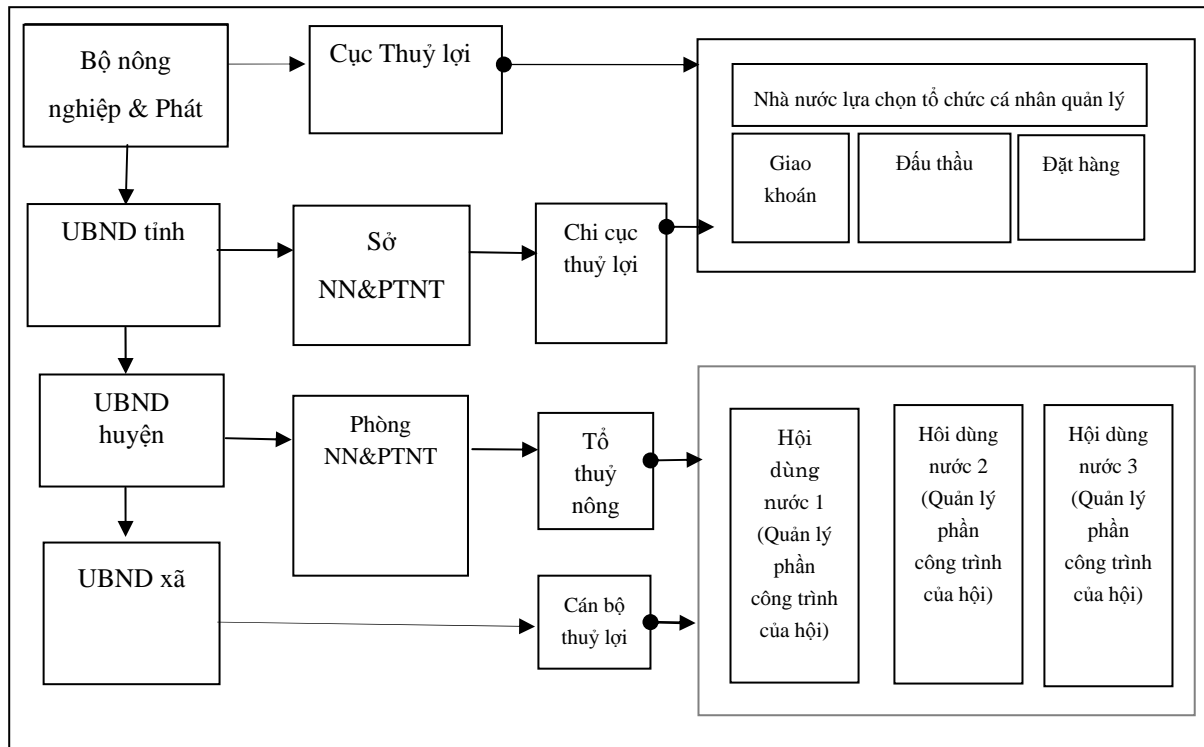 Bộ nông
nghiệp & Phát
Cục Thuỷ lợi
Nhà nước lựa chọn tổ chức cá nhân quản lý
Giao
khoán
Đấu thầu
Đặt hàng
UBND tỉnh
Sở
NN&PTNT
Chi cục
thuỷ lợi
UBND
huyện
Phòng
NN&PTNT
Tổ
thuỷ
nông
Hội
dùng
nước 1
(Quản lý
phần
công trình
của hội)
Hôi dùng
nước 2
(Quản lý
phần
công trình
của hội)
Hội dùng
nước 3
(Quản lý
phần
công trình
của hội)
UBND xã
Cán bộ
thuỷ lợi